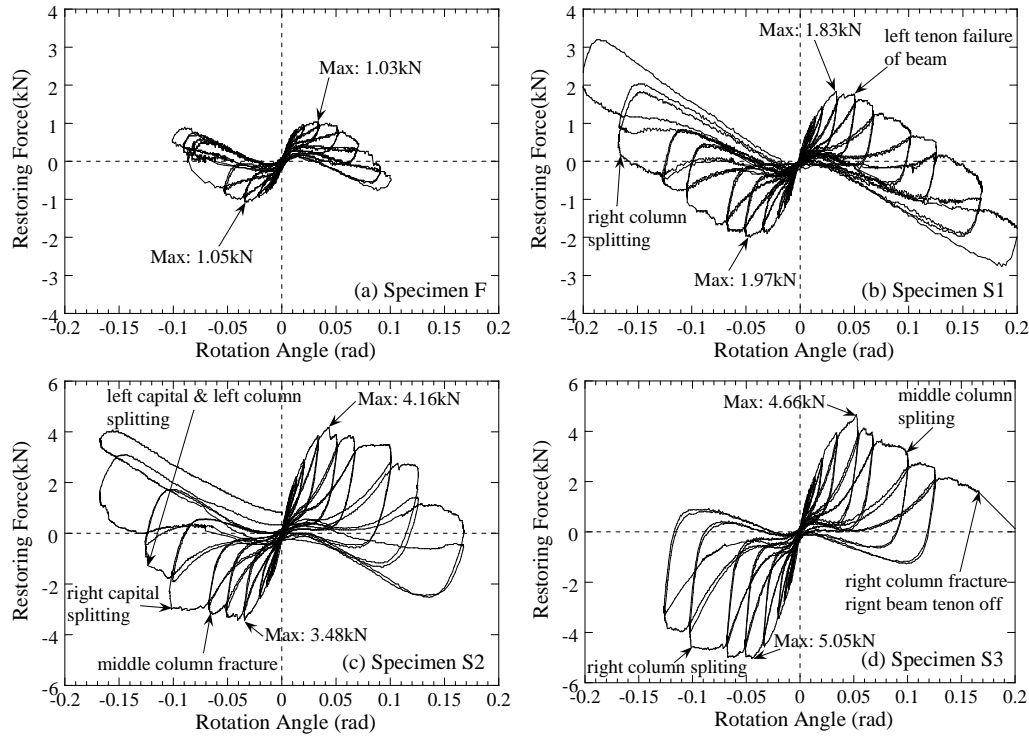 4
3
2
1
0
-1
-2
-3
-4
Restoring Force(kN)
Max: 1.03kN
Max: 1.05kN
(a) Specimen F
-0.2 -0.15 -0.1 -0.05 0 0.05 0.1 0.15 0.2
Rotation Angle (rad)
4
3
2
1
0
-1
-2
-3
-4
Restoring Force(kN)
Max: 1.83kN
left tenon failure
of beam
right column
splitting
Max: 1.97kN
(b) Specimen S1
-0.2 -0.15 -0.1 -0.05 0 0.05 0.1 0.15 0.2
Rotation Angle (rad)
6
4
2
0
-2
-4
-6
Restoring Force(kN)
left capital & left column
splitting
Max: 4.16kN
right capital
splitting
Max: 3.48kN
middle column fracture
(c) Specimen S2
-0.2 -0.15 -0.1 -0.05 0 0.05 0.1 0.15 0.2
Rotation Angle (rad)
6
4
2
0
-2
-4
-6
Restoring Force(kN)
Max: 4.66kN
middle column
spliting
right column fracture
right beam tenon off
Max: 5.05kN
right column spliting
(d) Specimen S3
-0.2 -0.15 -0.1 -0.05 0 0.05 0.1 0.15 0.2
Rotation Angle (rad)